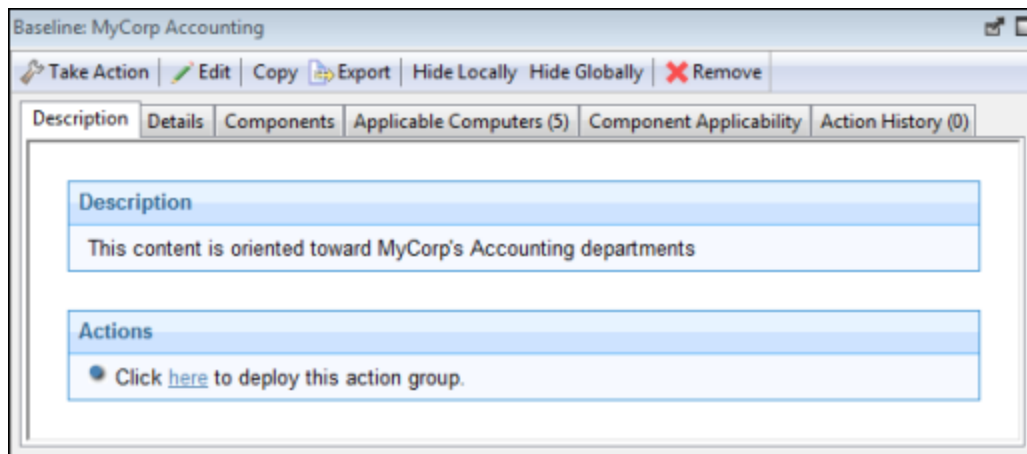 Baseline: MyCorp Accounting
Take Action Edit Copy Export Hide Locally Hide Globally Remove
Description Details Components Applicable Computers (5) Component Applicability Action History (0)
Description
This content is oriented toward MyCorp's Accounting departments
Actions
Click here to deploy this action group.